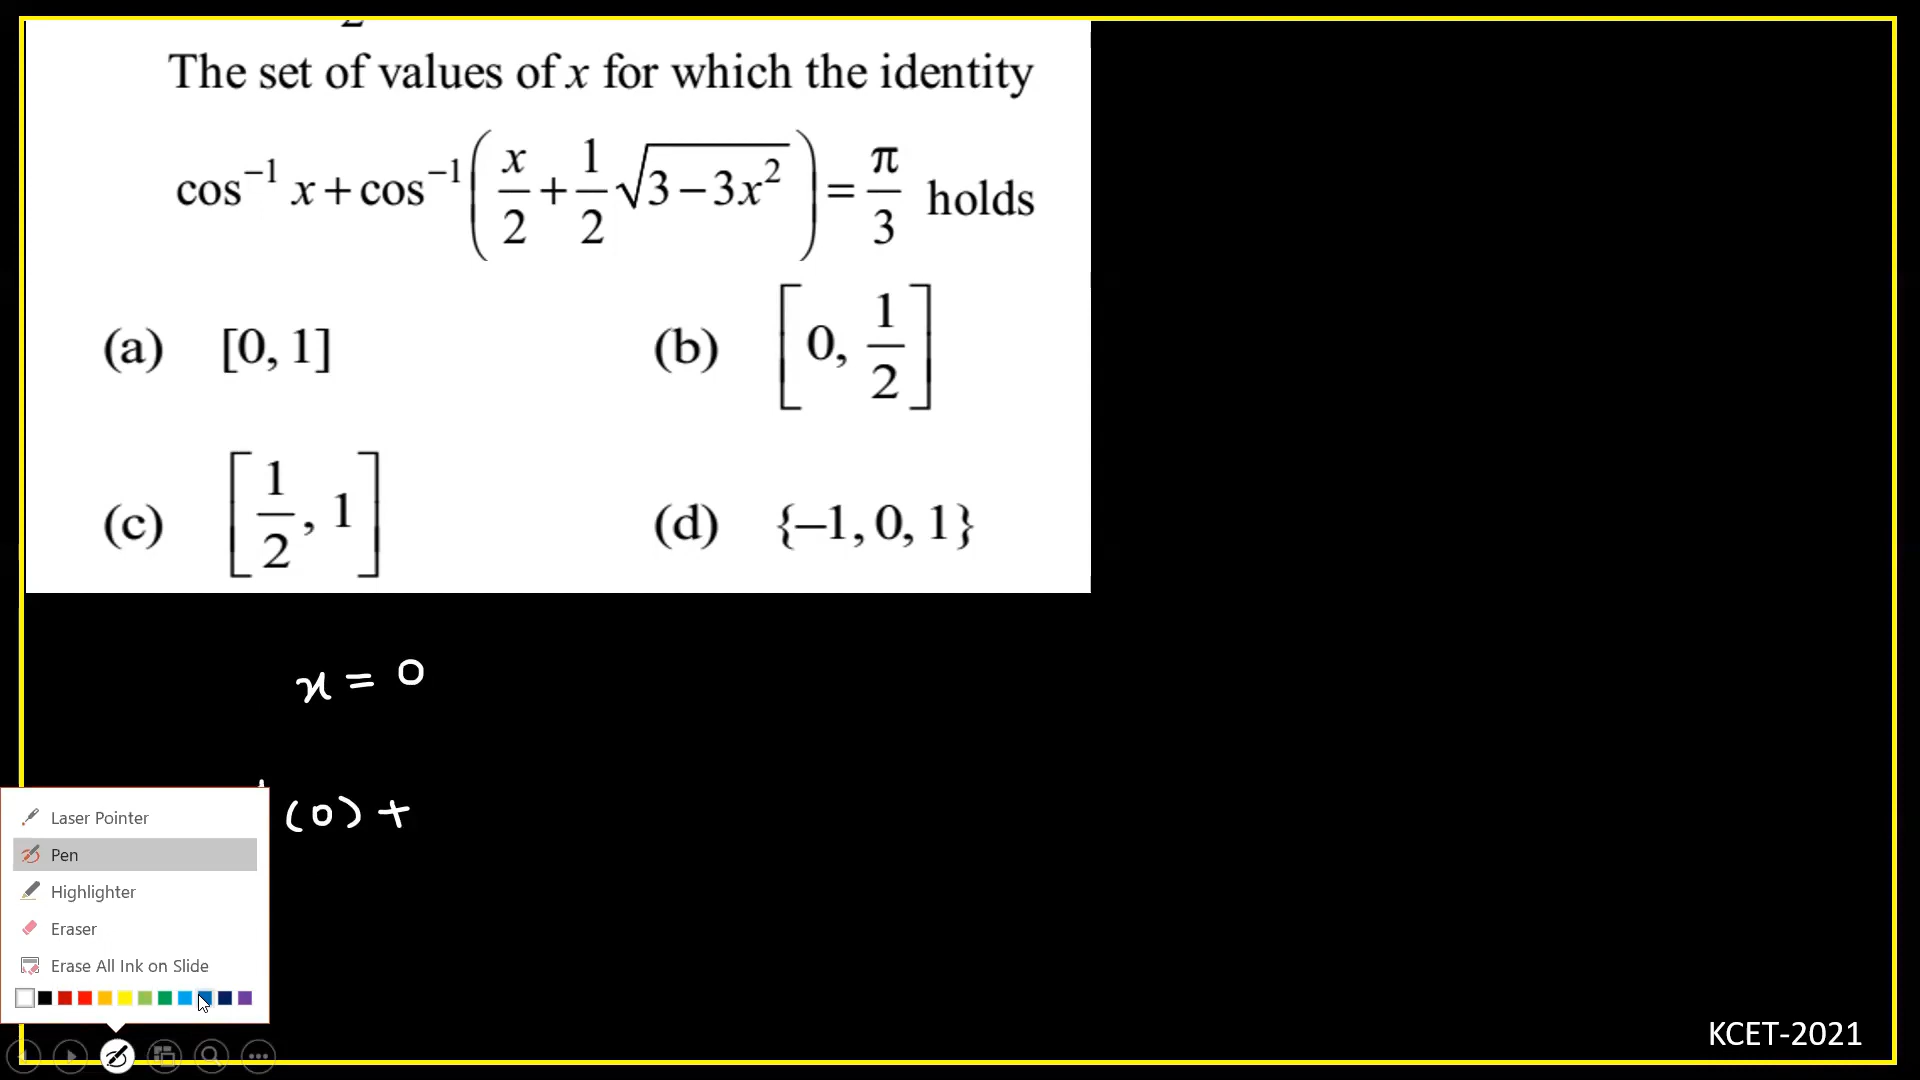 The set of values of x for which the identity
cos⁻¹ x + cos⁻¹ ( x/2 + 1/2 √(3 − 3x²) ) = π/3 holds
(a) [0, 1]
(b) [0, 1/2]
(c) [1/2, 1]
(d) {–1, 0, 1}
x = 0
(0) +
Laser Pointer
Pen
Highlighter
Eraser
Erase All Ink on Slide
KCET-2021